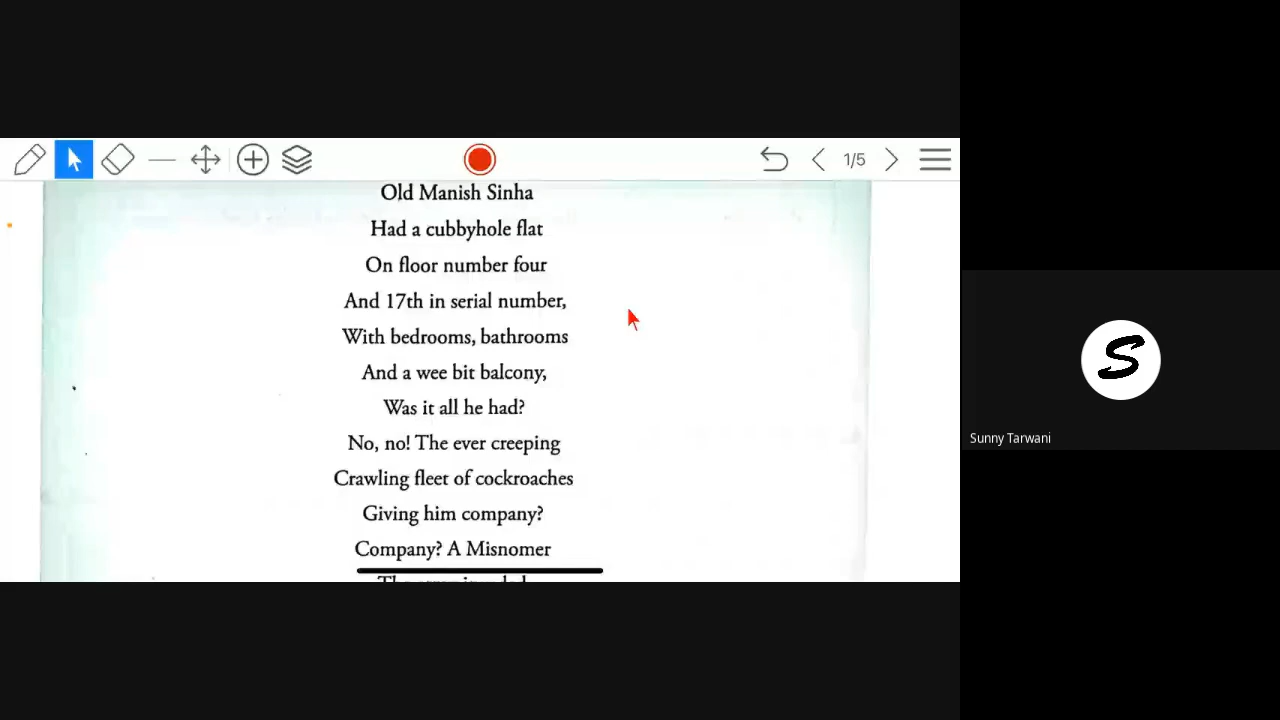 1/5
Old Manish Sinha
Had a cubbyhole flat
On floor number four
And 17th in serial number,
With bedrooms, bathrooms
And a wee bit balcony,
Was it all he had?
No, no! The ever creeping
Crawling fleet of cockroaches
Giving him company?
Company? A Misnomer
S
Sunny Tarwani